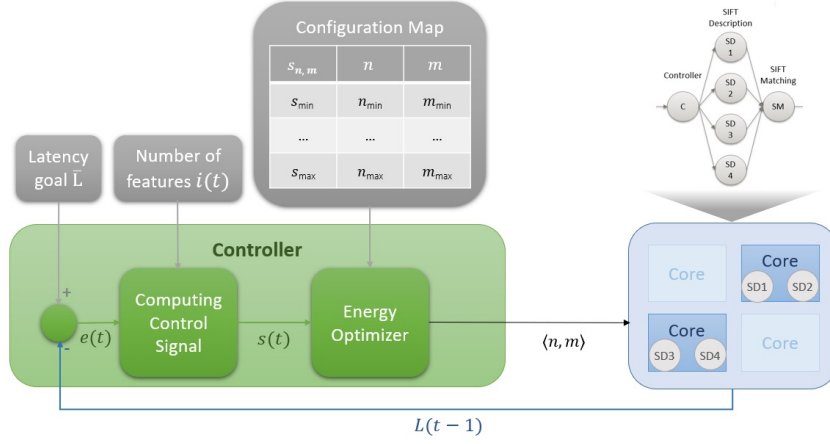 Configuration Map
s_{n,m} n m
s_min n_min m_min
... ... ...
s_max n_max m_max
Latency
goal L̅
Number of
features i(t)
Controller
+
-
e(t)
Computing
Control
Signal
s(t)
Energy
Optimizer
⟨n, m⟩
L(t − 1)
SIFT
Description
Controller
SIFT
Matching
C
SD
1
SD
2
SD
3
SD
4
SM
Core
Core
SD1 SD2
Core
SD3 SD4
Core